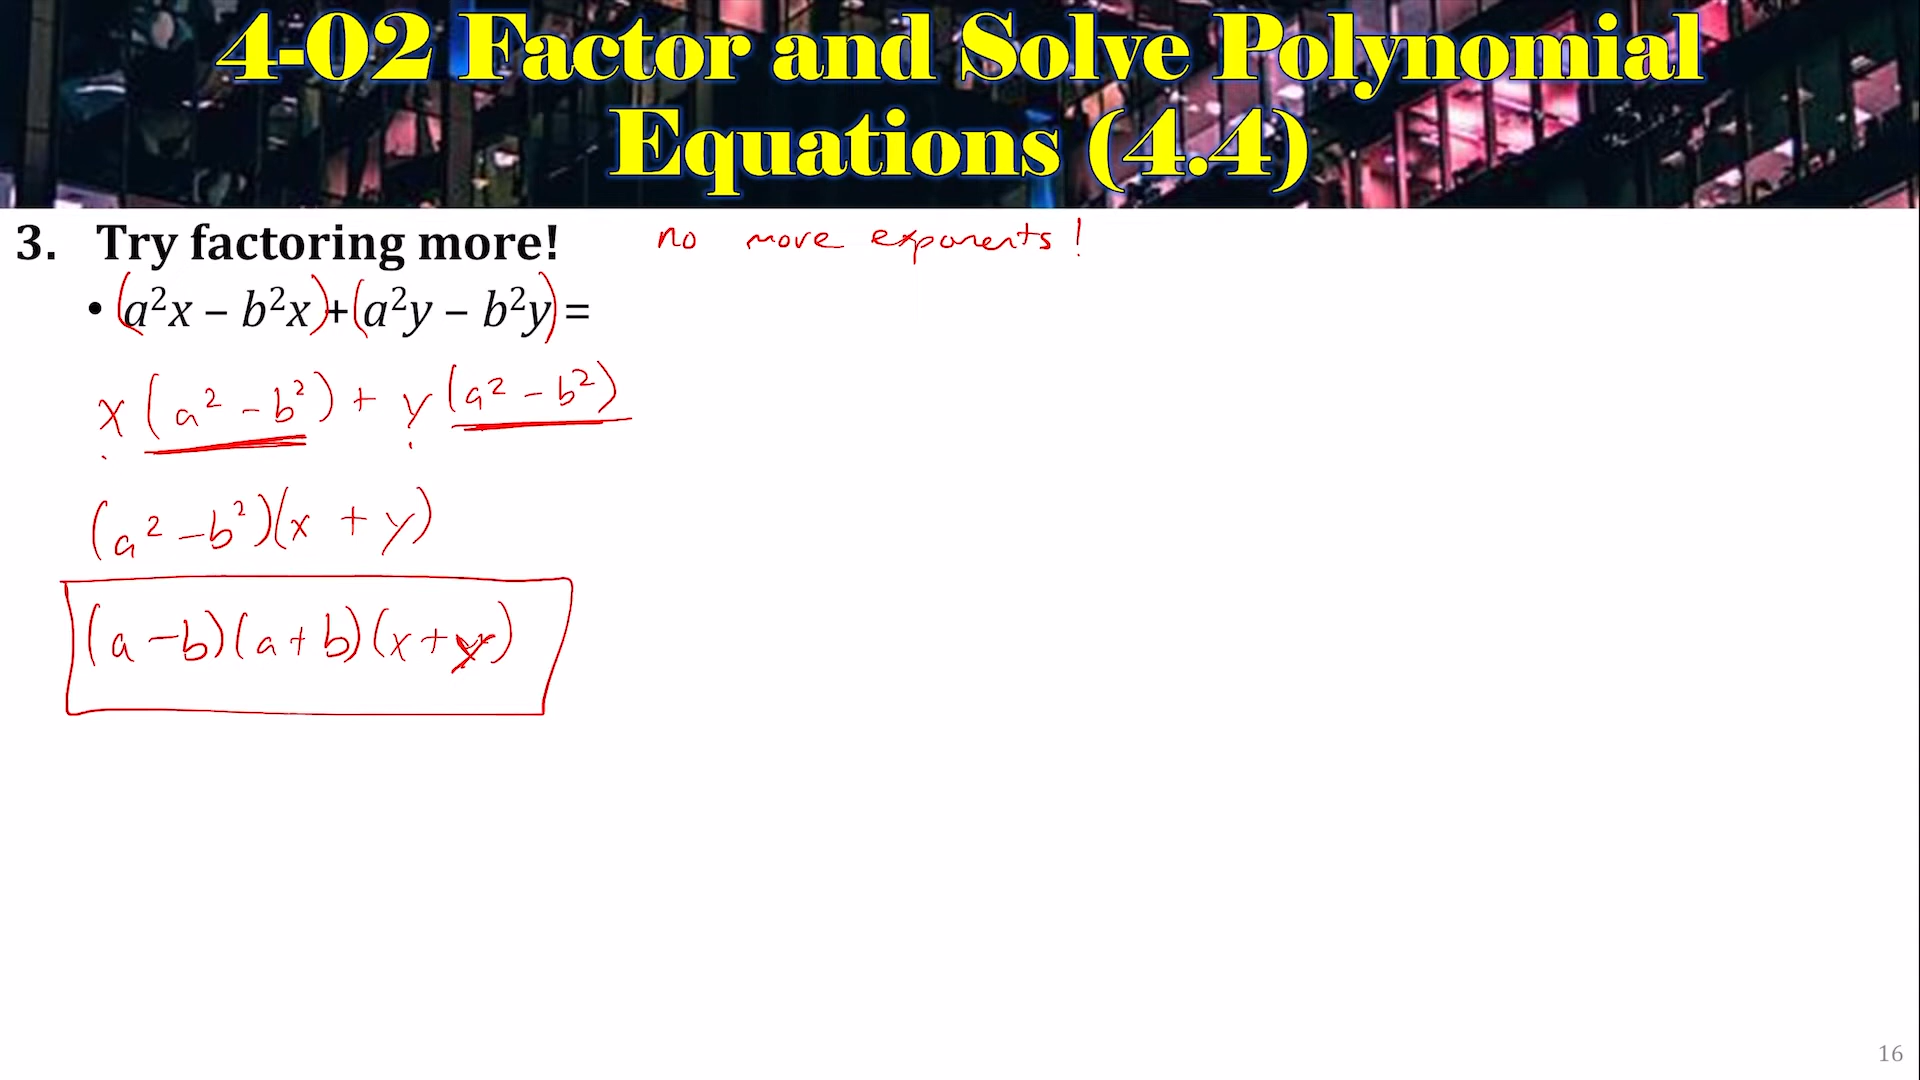 4-02 Factor and Solve Polynomial
Equations (4.4)
3. Try factoring more! no more exponents!
• (a²x – b²x)+(a²y – b²y) =
x(a² - b²) + y(a² - b²)
(a² - b²)(x + y)
(a - b)(a + b)(x + y)
16